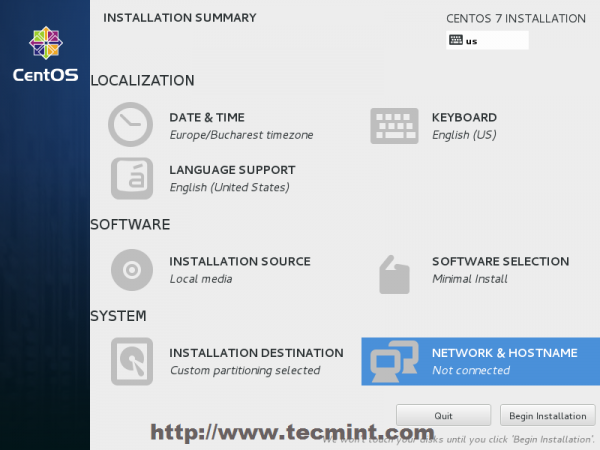 INSTALLATION SUMMARY
CENTOS 7 INSTALLATION
us
CentOS
LOCALIZATION
DATE & TIME
Europe/Bucharest timezone
KEYBOARD
English (US)
LANGUAGE SUPPORT
English (United States)
SOFTWARE
INSTALLATION SOURCE
Local media
SOFTWARE SELECTION
Minimal Install
SYSTEM
INSTALLATION DESTINATION
Custom partitioning selected
NETWORK & HOSTNAME
Not connected
Quit
Begin Installation
http://www.tecmint.com
We won't touch your disks until you click 'Begin Installation'.